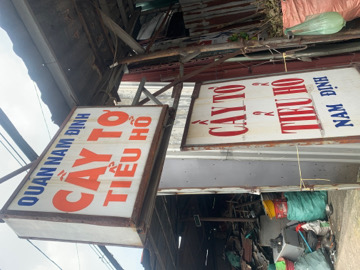 QUÁN NAM ĐỊNH
CẦY TƠ
TIỂU HỔ
CẦY TƠ
TIỂU HỔ
NAM ĐỊNH